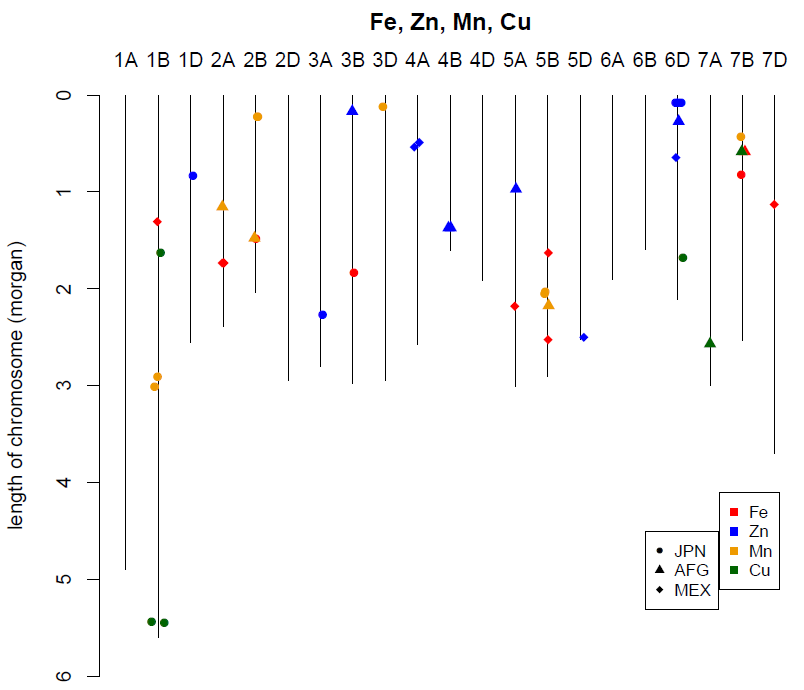 Fe, Zn, Mn, Cu
1A 1B 1D 2A 2B 2D 3A 3B 3D 4A 4B 4D 5A 5B 5D 6A 6B 6D 7A 7B 7D
length of chromosome (morgan)
0
1
2
3
4
5
6
JPN
AFG
MEX
Fe
Zn
Mn
Cu